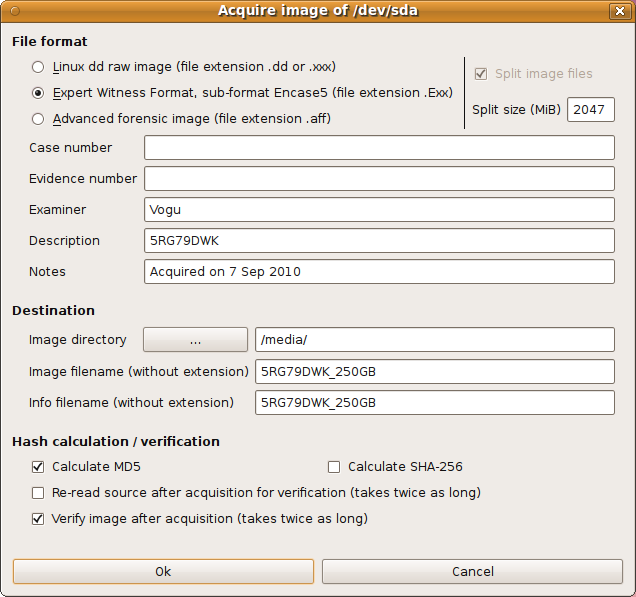 Acquire image of /dev/sda
File format
Linux dd raw image (file extension .dd or .xxx)
Expert Witness Format, sub-format Encase5 (file extension .Exx)
Advanced forensic image (file extension .aff)
Split image files
Split size (MiB) 2047
Case number
Evidence number
Examiner Vogu
Description 5RG79DWK
Notes Acquired on 7 Sep 2010
Destination
Image directory ... /media/
Image filename (without extension) 5RG79DWK_250GB
Info filename (without extension) 5RG79DWK_250GB
Hash calculation / verification
Calculate MD5 Calculate SHA-256
Re-read source after acquisition for verification (takes twice as long)
Verify image after acquisition (takes twice as long)
Ok Cancel